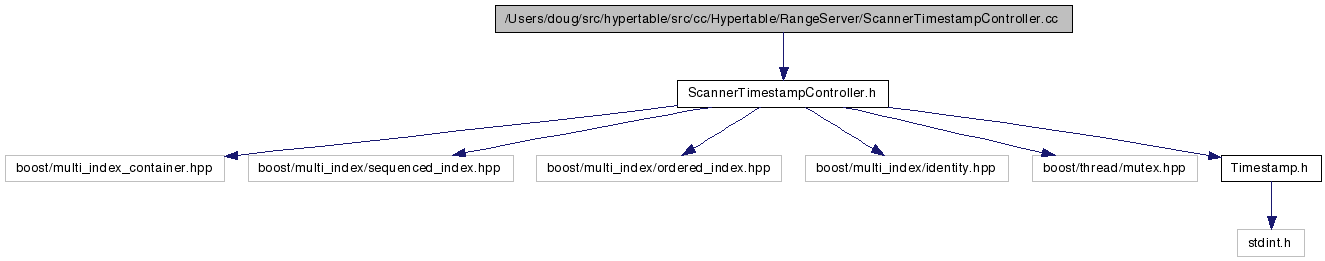 /Users/doug/src/hypertable/src/cc/Hypertable/RangeServer/ScannerTimestampController.cc
ScannerTimestampController.h
boost/multi_index_container.hpp
boost/multi_index/sequenced_index.hpp
boost/multi_index/ordered_index.hpp
boost/multi_index/identity.hpp
boost/thread/mutex.hpp
Timestamp.h
stdint.h